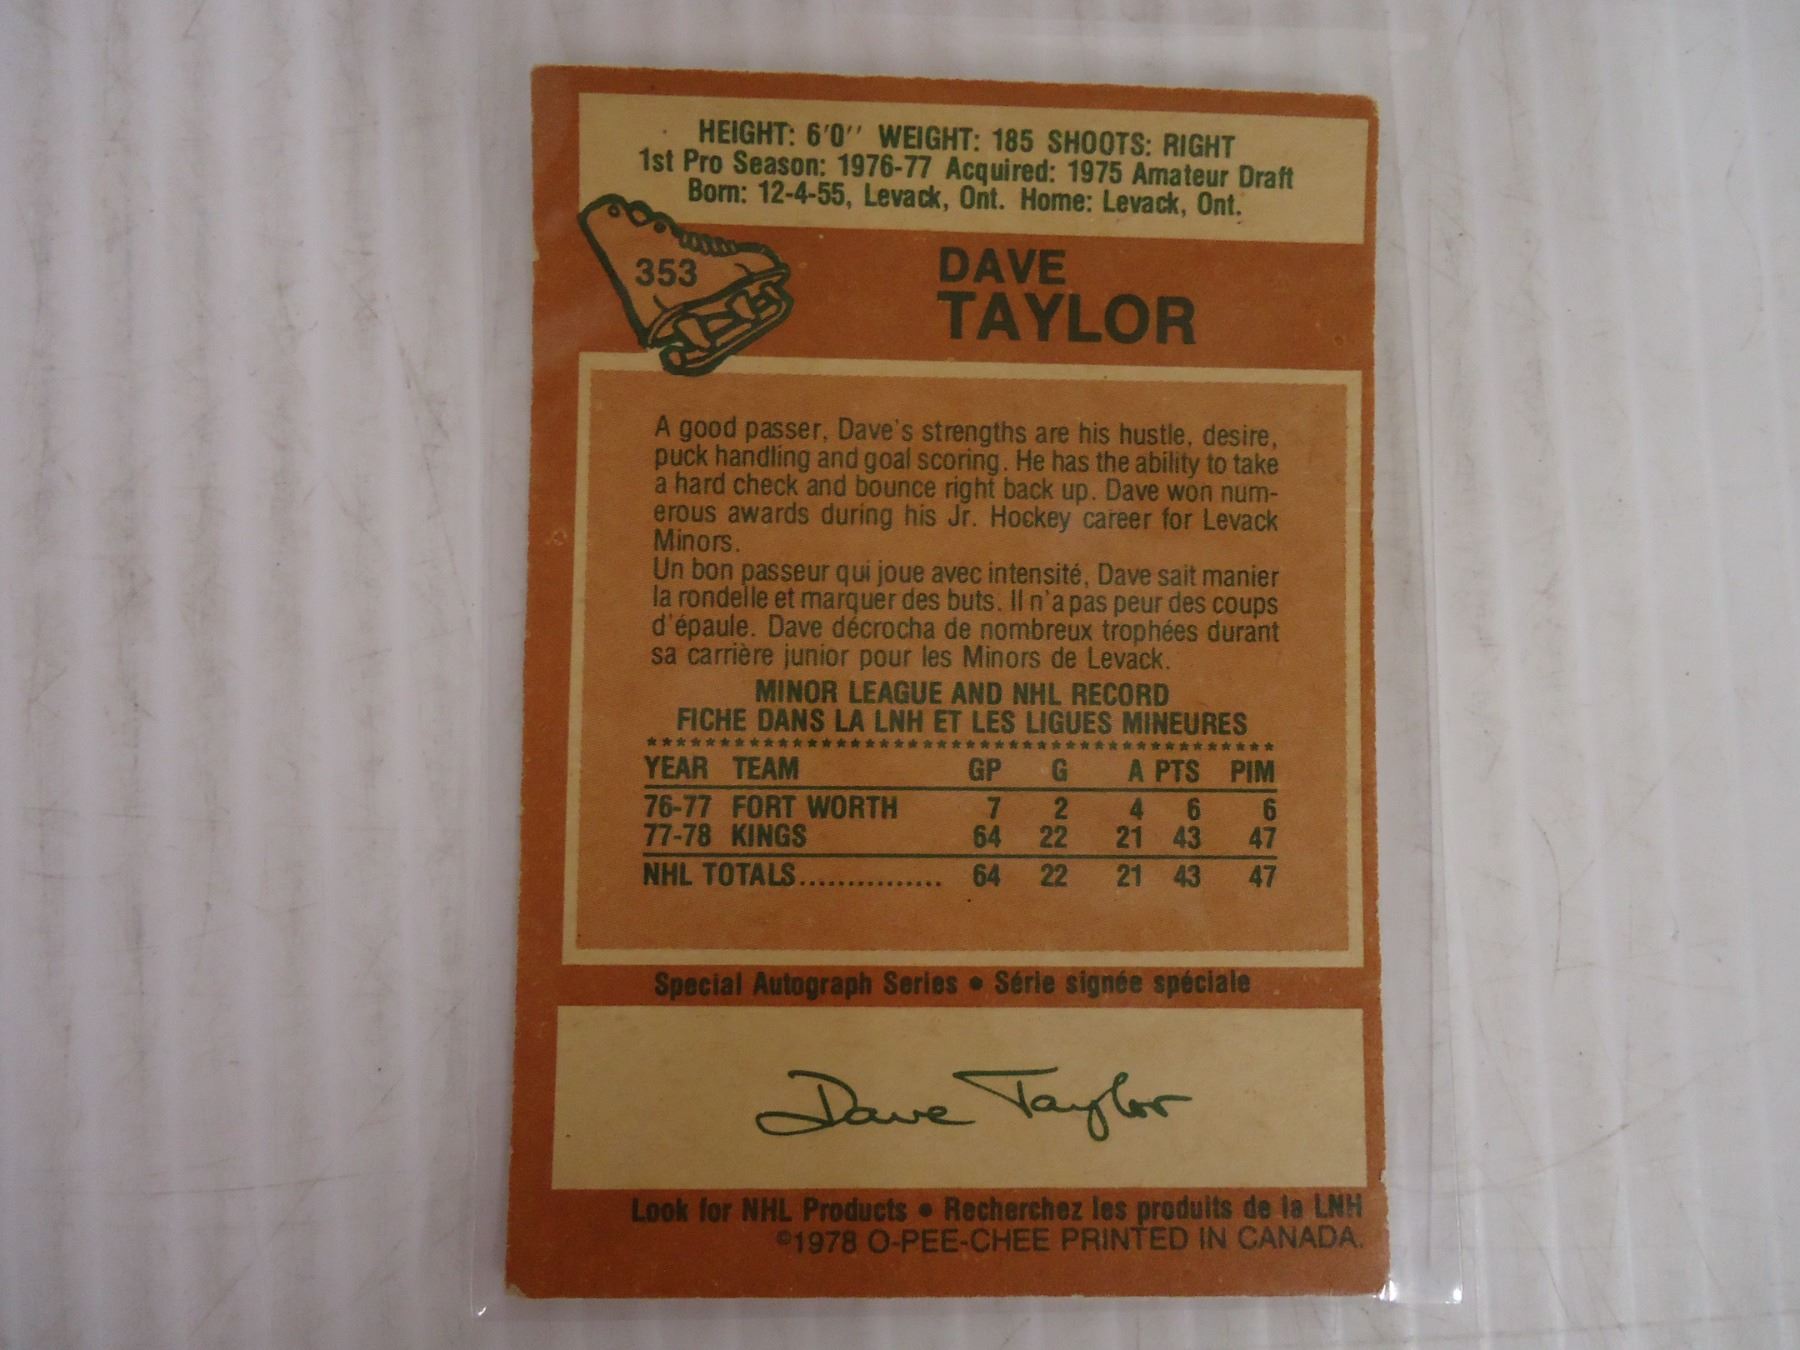 HEIGHT: 6'0'' WEIGHT: 185 SHOOTS: RIGHT
1st Pro Season: 1976-77 Acquired: 1975 Amateur Draft
Born: 12-4-55, Levack, Ont. Home: Levack, Ont.
353
DAVE
TAYLOR
A good passer, Dave's strengths are his hustle, desire,
puck handling and goal scoring. He has the ability to take
a hard check and bounce right back up. Dave won num-
erous awards during his Jr. Hockey career for Levack
Minors.
Un bon passeur qui joue avec intensité, Dave sait manier
la rondelle et marquer des buts. Il n'a pas peur des coups
d'épaule. Dave décrocha de nombreux trophées durant
sa carrière junior pour les Minors de Levack.
MINOR LEAGUE AND NHL RECORD
FICHE DANS LA LNH ET LES LIGUES MINEURES
YEAR TEAM GP G A PTS PIM
76-77 FORT WORTH 7 2 4 6 6
77-78 KINGS 64 22 21 43 47
NHL TOTALS............... 64 22 21 43 47
Special Autograph Series • Série signée spéciale
Dave Taylor
Look for NHL Products • Recherchez les produits de la LNH
©1978 O-PEE-CHEE PRINTED IN CANADA.